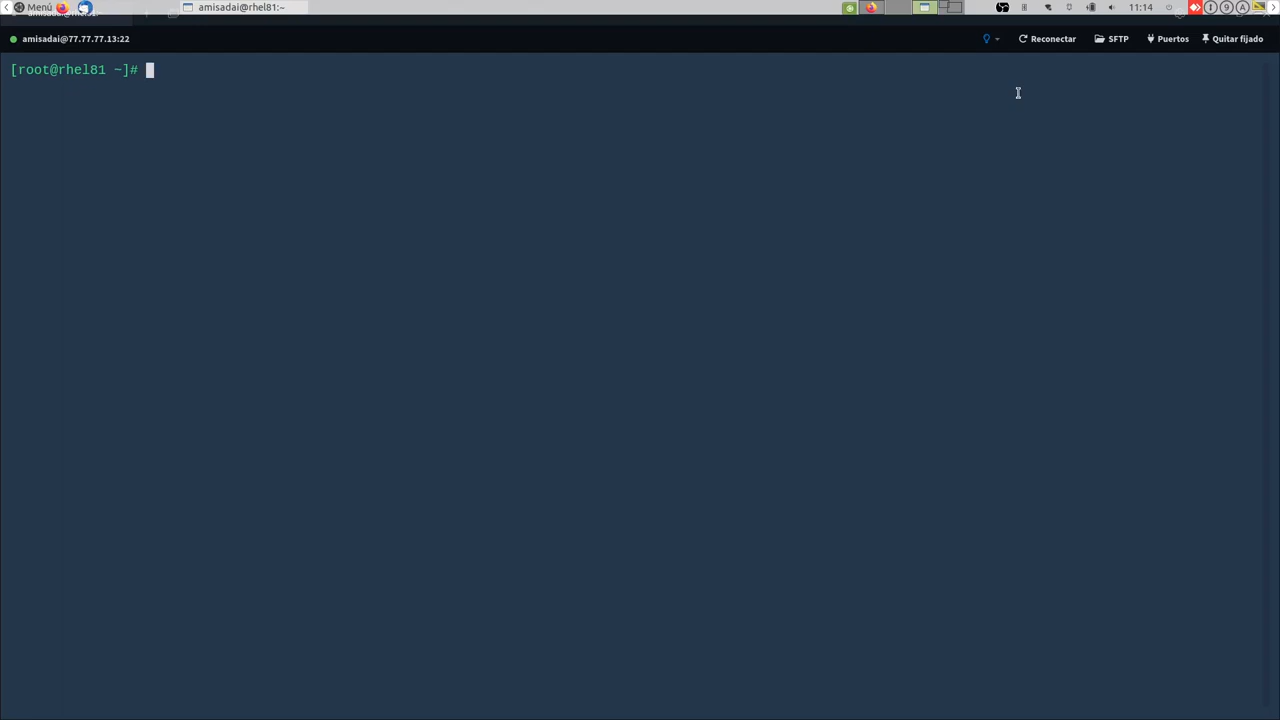 Menú
amisadai@rhel81:~
11:14
amisadai@77.77.77.13:22
Reconectar
SFTP
Puertos
Quitar fijado
[root@rhel81 ~]#